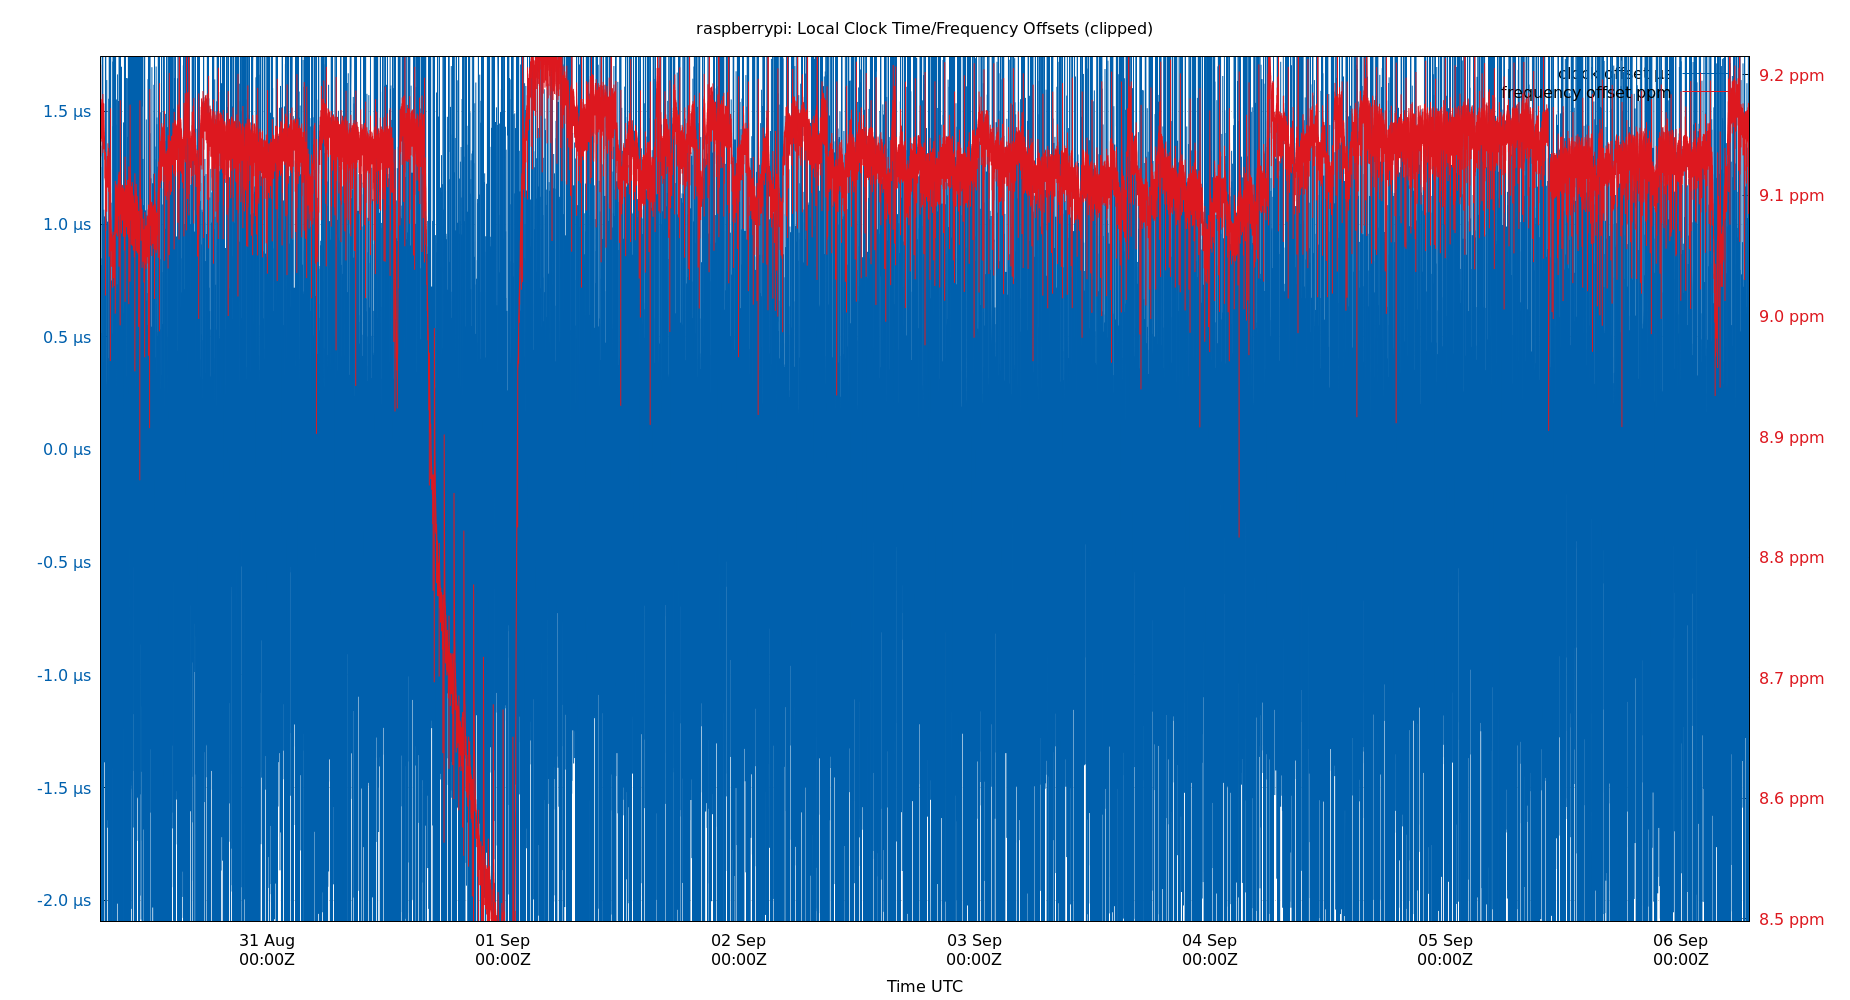 raspberrypi: Local Clock Time/Frequency Offsets (clipped)
clock offset µs
frequency offset ppm
1.5 µs
1.0 µs
0.5 µs
0.0 µs
-0.5 µs
-1.0 µs
-1.5 µs
-2.0 µs
9.2 ppm
9.1 ppm
9.0 ppm
8.9 ppm
8.8 ppm
8.7 ppm
8.6 ppm
8.5 ppm
31 Aug 01 Sep 02 Sep 03 Sep 04 Sep 05 Sep 06 Sep
00:00Z 00:00Z 00:00Z 00:00Z 00:00Z 00:00Z 00:00Z
Time UTC